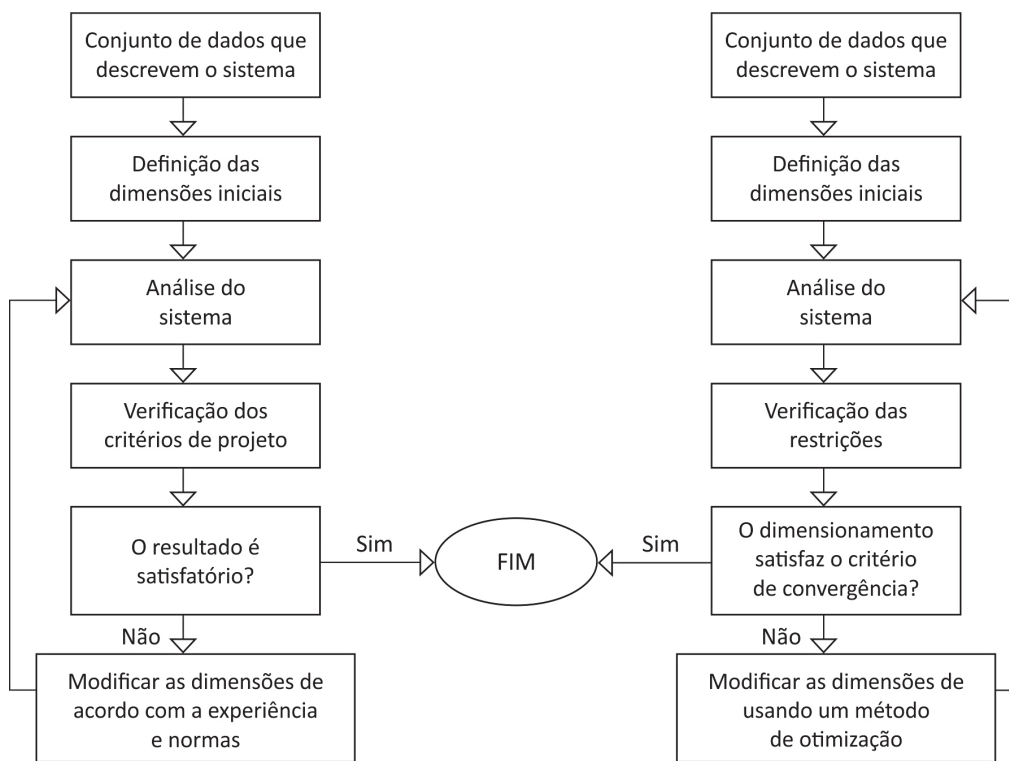 Conjunto de dados que
descrevem o sistema
Definição das
dimensões iniciais
Análise do
sistema
Verificação dos
critérios de projeto
O resultado é
satisfatório?
Sim
Não
Modificar as dimensões de
acordo com a experiência
e normas
FIM
Conjunto de dados que
descrevem o sistema
Definição das
dimensões iniciais
Análise do
sistema
Verificação das
restrições
O dimensionamento
satisfaz o critério
de convergência?
Sim
Não
Modificar as dimensões de
usando um método
de otimização